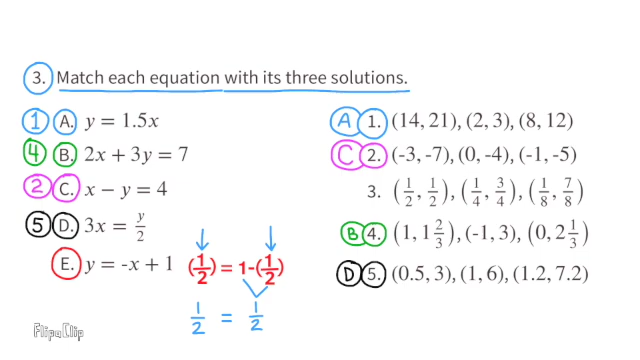 3. Match each equation with its three solutions.
1 A. y = 1.5x
4 B. 2x + 3y = 7
2 C. x − y = 4
5 D. 3x = y/2
E. y = -x + 1 (1/2) = 1-(1/2)
1/2 = 1/2
A 1. (14, 21), (2, 3), (8, 12)
C 2. (-3, -7), (0, -4), (-1, -5)
3. (1/2, 1/2), (1/4, 3/4), (1/8, 7/8)
B 4. (1, 1 2/3), (-1, 3), (0, 2 1/3)
D 5. (0.5, 3), (1, 6), (1.2, 7.2)
FlipaClip